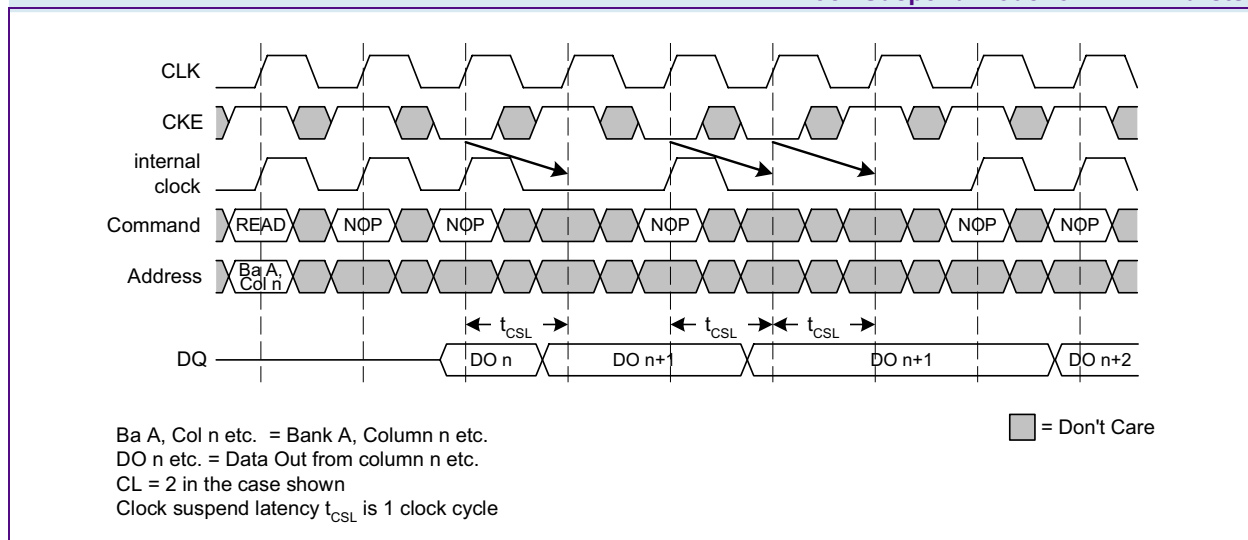 CLK
CKE
internal
clock
Command READ NOP NOP NOP NOP NOP
Address Ba A,
Col n
tCSL tCSL tCSL
DQ DO n DO n+1 DO n+1 DO n+2
Ba A, Col n etc. = Bank A, Column n etc.
DO n etc. = Data Out from column n etc.
CL = 2 in the case shown
Clock suspend latency tCSL is 1 clock cycle
= Don't Care